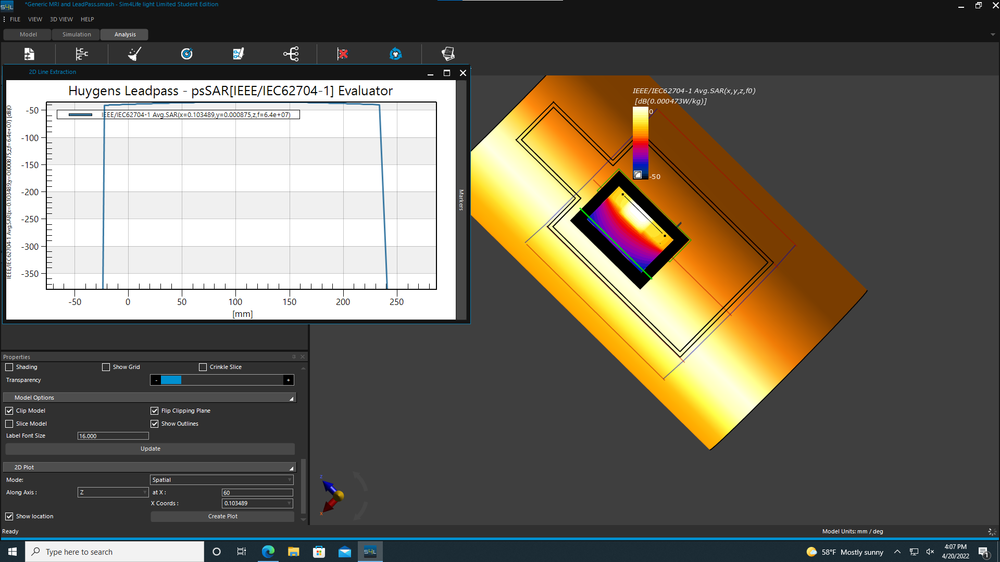 S4L
*Generic MRI and LeadPass.smash - Sim4Life light Limited Student Edition
FILE VIEW 3D VIEW HELP
Model Simulation Analysis
2D Line Extraction
Huygens Leadpass - psSAR[IEEE/IEC62704-1] Evaluator
IEEE/IEC62704-1 Avg.SAR(x=0.103489,y=0.000875,z,f=6.4e+07)
IEEE/IEC62704-1 Avg.SAR(x=0.103489,y=0.000875,z,f=6.4e+07) [dB(0
-50
-100
-150
-200
-250
-300
-350
-50 0 50 100 150 200 250
[mm]
Markers
IEEE/IEC62704-1 Avg.SAR(x,y,z,f0)
[dB(0.000473W/kg)]
0
-50
Properties
Shading Show Grid Crinkle Slice
Transparency - +
Model Options
Clip Model Flip Clipping Plane
Slice Model Show Outlines
Label Font Size 16.000
Update
2D Plot
Mode: Spatial
Along Axis : Z at X : 60
X Coords : 0.103489
Show location Create Plot
z
x
Ready
Model Units: mm / deg
Type here to search
S4L
58°F Mostly sunny
4:07 PM
4/20/2022
1